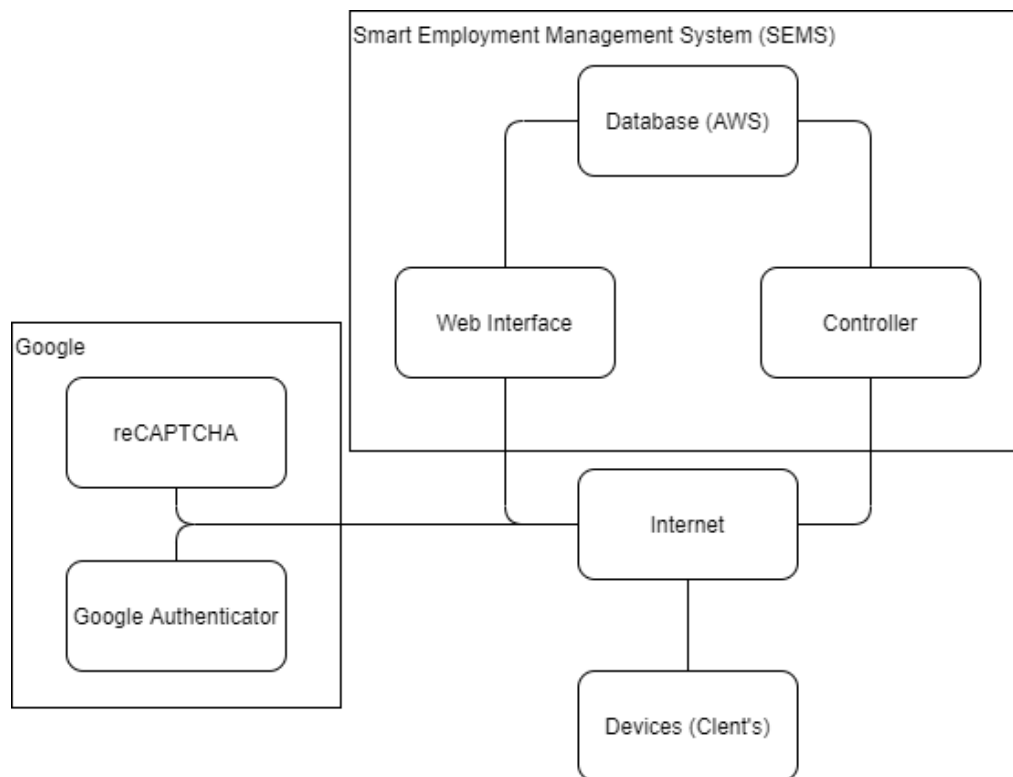 Smart Employment Management System (SEMS)
Database (AWS)
Web Interface
Controller
Google
reCAPTCHA
Internet
Google Authenticator
Devices (Clent's)